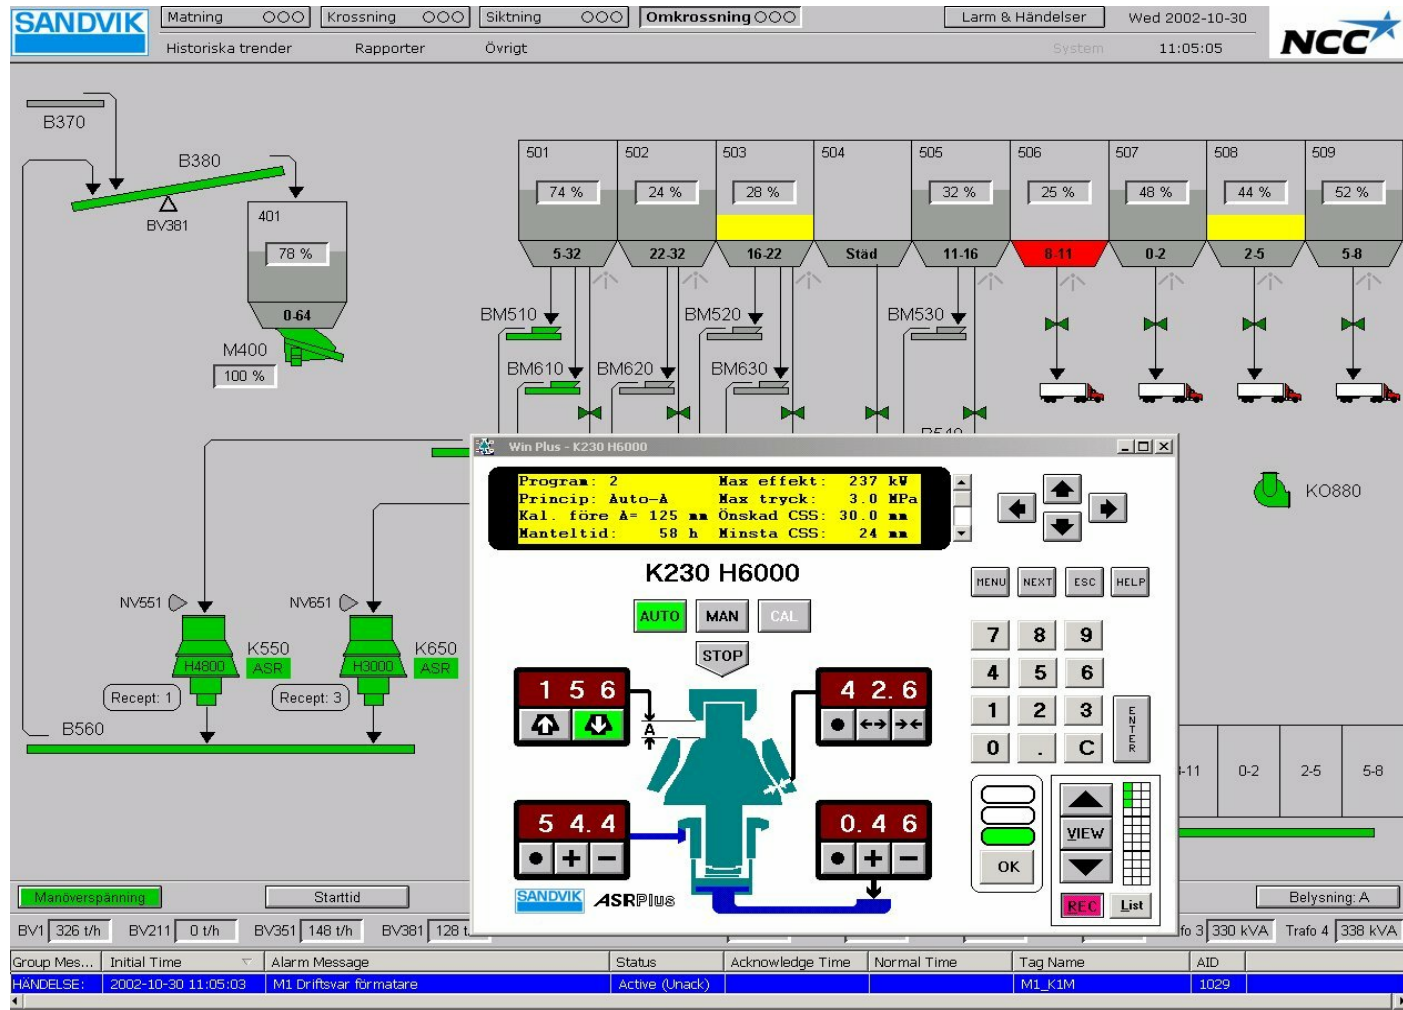 SANDVIK Matning Krossning Siktning Omkrossning Larm & Händelser Wed 2002-10-30 NCC
Historiska trender Rapporter Övrigt System 11:05:05
B370
B380
BV381
401
78 %
0-64
M400
100 %
501 502 503 504 505 506 507 508 509
74 % 24 % 28 % 32 % 25 % 48 % 44 % 52 %
5-32 22-32 16-22 Städ 11-16 8-11 0-2 2-5 5-8
BM510 BM520 BM530
BM610 BM620 BM630
B540
KO880
NV551 NV651
K550 K650
H4800 ASR H3000 ASR
Recept: 1 Recept: 3
B560
Win Plus - K230 H6000
Program: 2 Max effekt: 237 kW
Princip: Auto-A Max tryck: 3.0 MPa
Kal. före A= 125 mm Önskad CSS: 30.0 mm
Manteltid: 58 h Minsta CSS: 24 mm
K230 H6000
MENU NEXT ESC HELP
AUTO MAN CAL
STOP
7 8 9
4 5 6
1 2 3
0 . C
ENTER
156 42.6
A
54.4 0.46
VIEW
OK
SANDVIK ASRPlus
REC List
-11 0-2 2-5 5-8
Manöverspänning Starttid Belysning: A
BV1 326 t/h BV211 0 t/h BV351 148 t/h BV381 128 t fo 3 330 kVA Trafo 4 338 kVA
Group Mes... Initial Time Alarm Message Status Acknowledge Time Normal Time Tag Name AID
HÄNDELSE: 2002-10-30 11:05:03 M1 Driftsvar förmatare Active (Unack) M1_K1M 1029